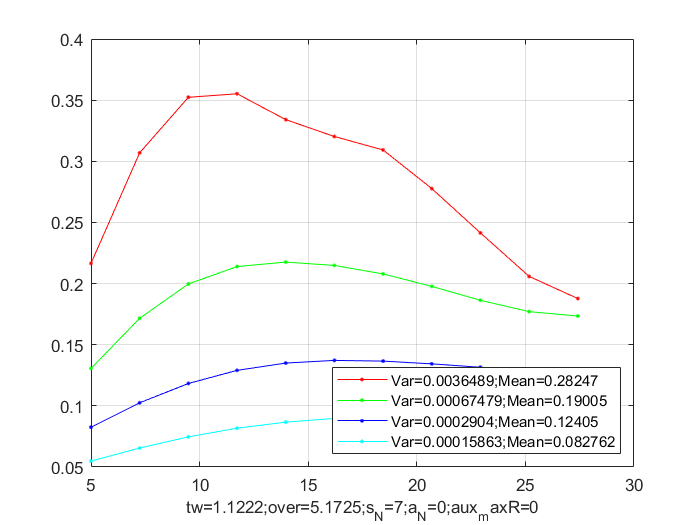 0.4
0.35
0.3
0.25
0.2
0.15
0.1
0.05
Var=0.0036489;Mean=0.28247
Var=0.00067479;Mean=0.19005
Var=0.0002904;Mean=0.12405
Var=0.00015863;Mean=0.082762
5 10 15 20 25 30
tw=1.1222;over=5.1725;s_N=7;a_N=0;aux_maxR=0